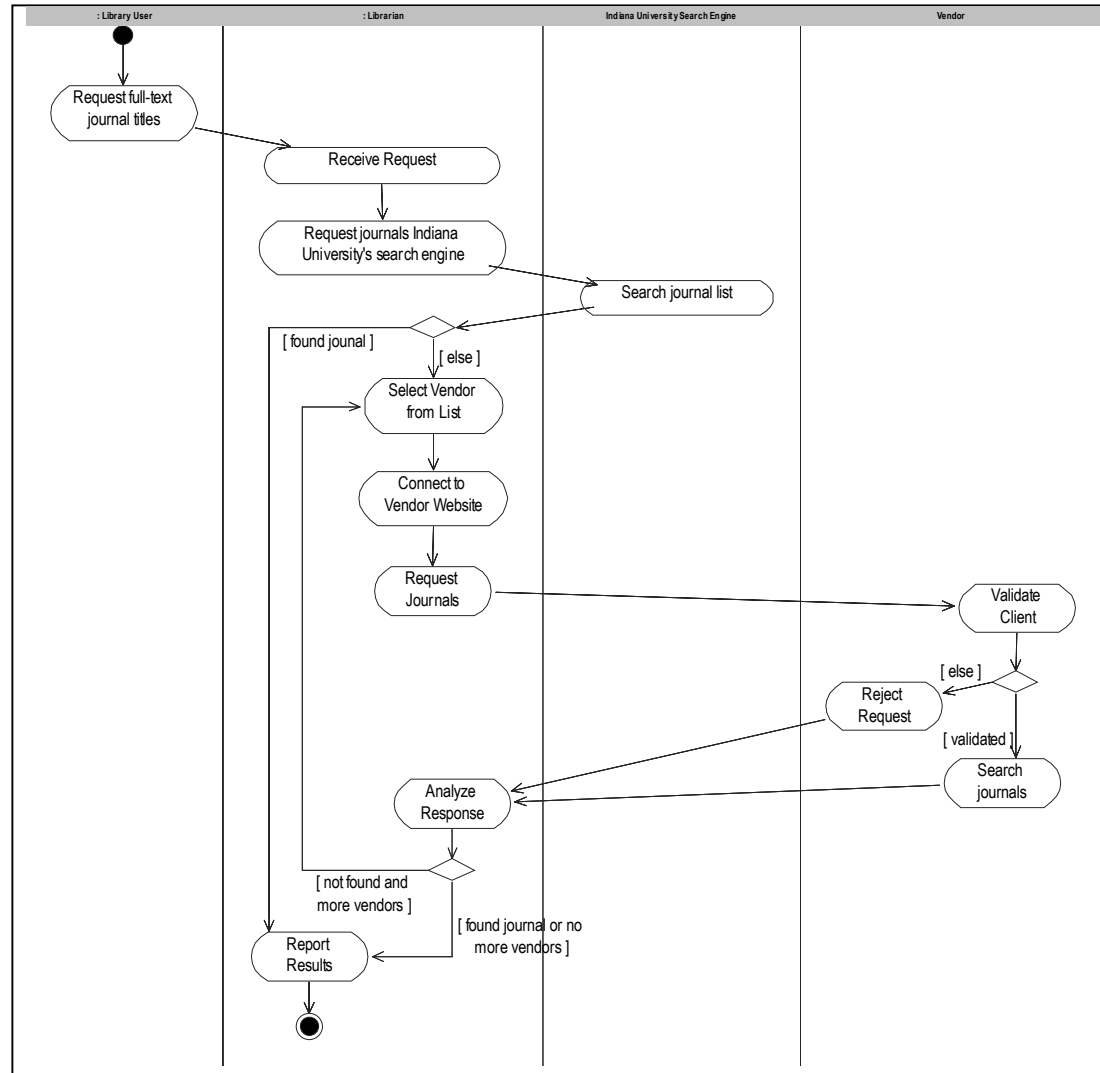 : Library User
: Librarian
Indiana University Search Engine
Vendor
Request full-text
journal titles
Receive Request
Request journals Indiana
University's search engine
Search journal list
[ found jounal ]
[ else ]
Select Vendor
from List
Connect to
Vendor Website
Request
Journals
Validate
Client
[ else ]
Reject
Request
[ validated ]
Search
journals
Analyze
Response
[ not found and
more vendors ]
[ found journal or no
more vendors ]
Report
Results